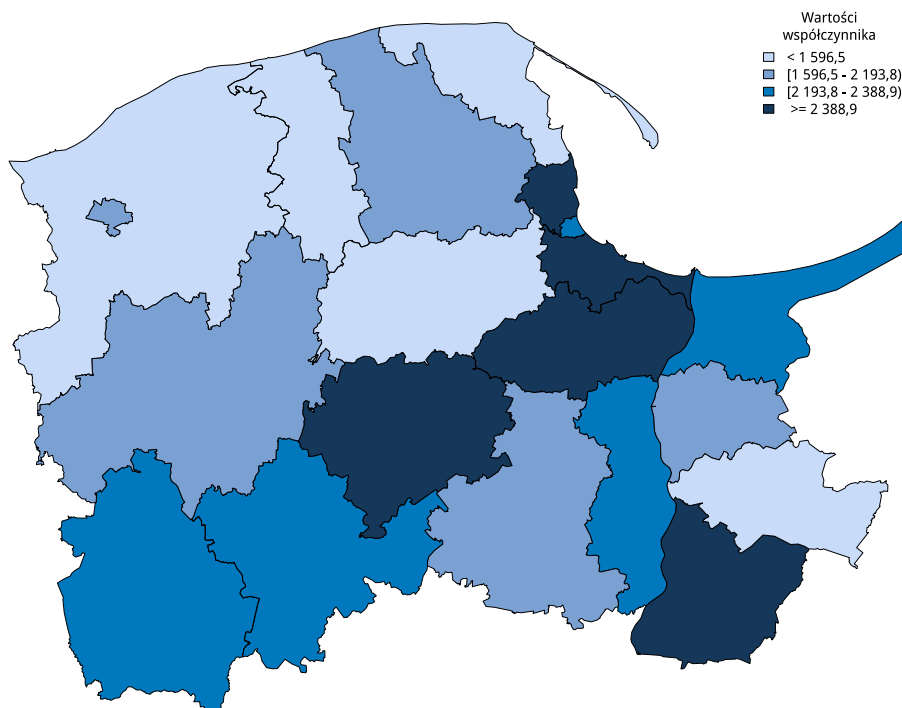 Wartości
współczynnika
< 1 596,5
[1 596,5 - 2 193,8)
[2 193,8 - 2 388,9)
>= 2 388,9